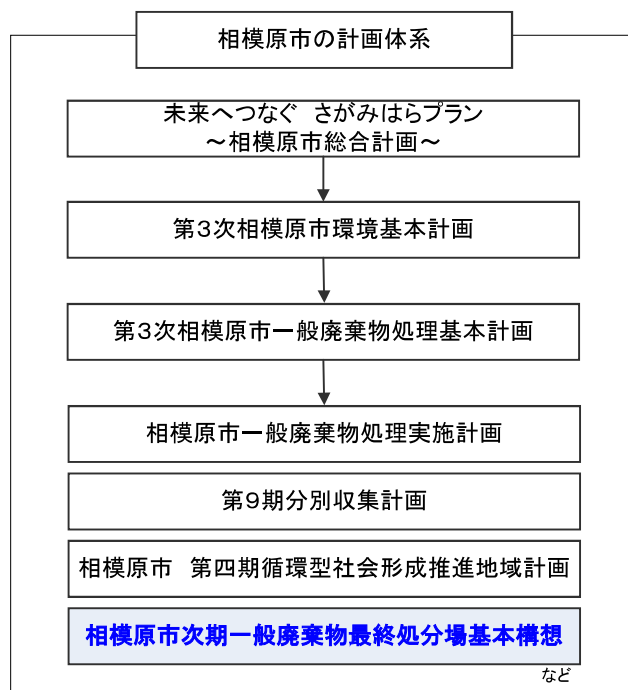 相模原市の計画体系
未来へつなぐ　さがみはらプラン
～相模原市総合計画～
第3次相模原市環境基本計画
第3次相模原市一般廃棄物処理基本計画
相模原市一般廃棄物処理実施計画
第9期分別収集計画
相模原市　第四期循環型社会形成推進地域計画
相模原市次期一般廃棄物最終処分場基本構想
など